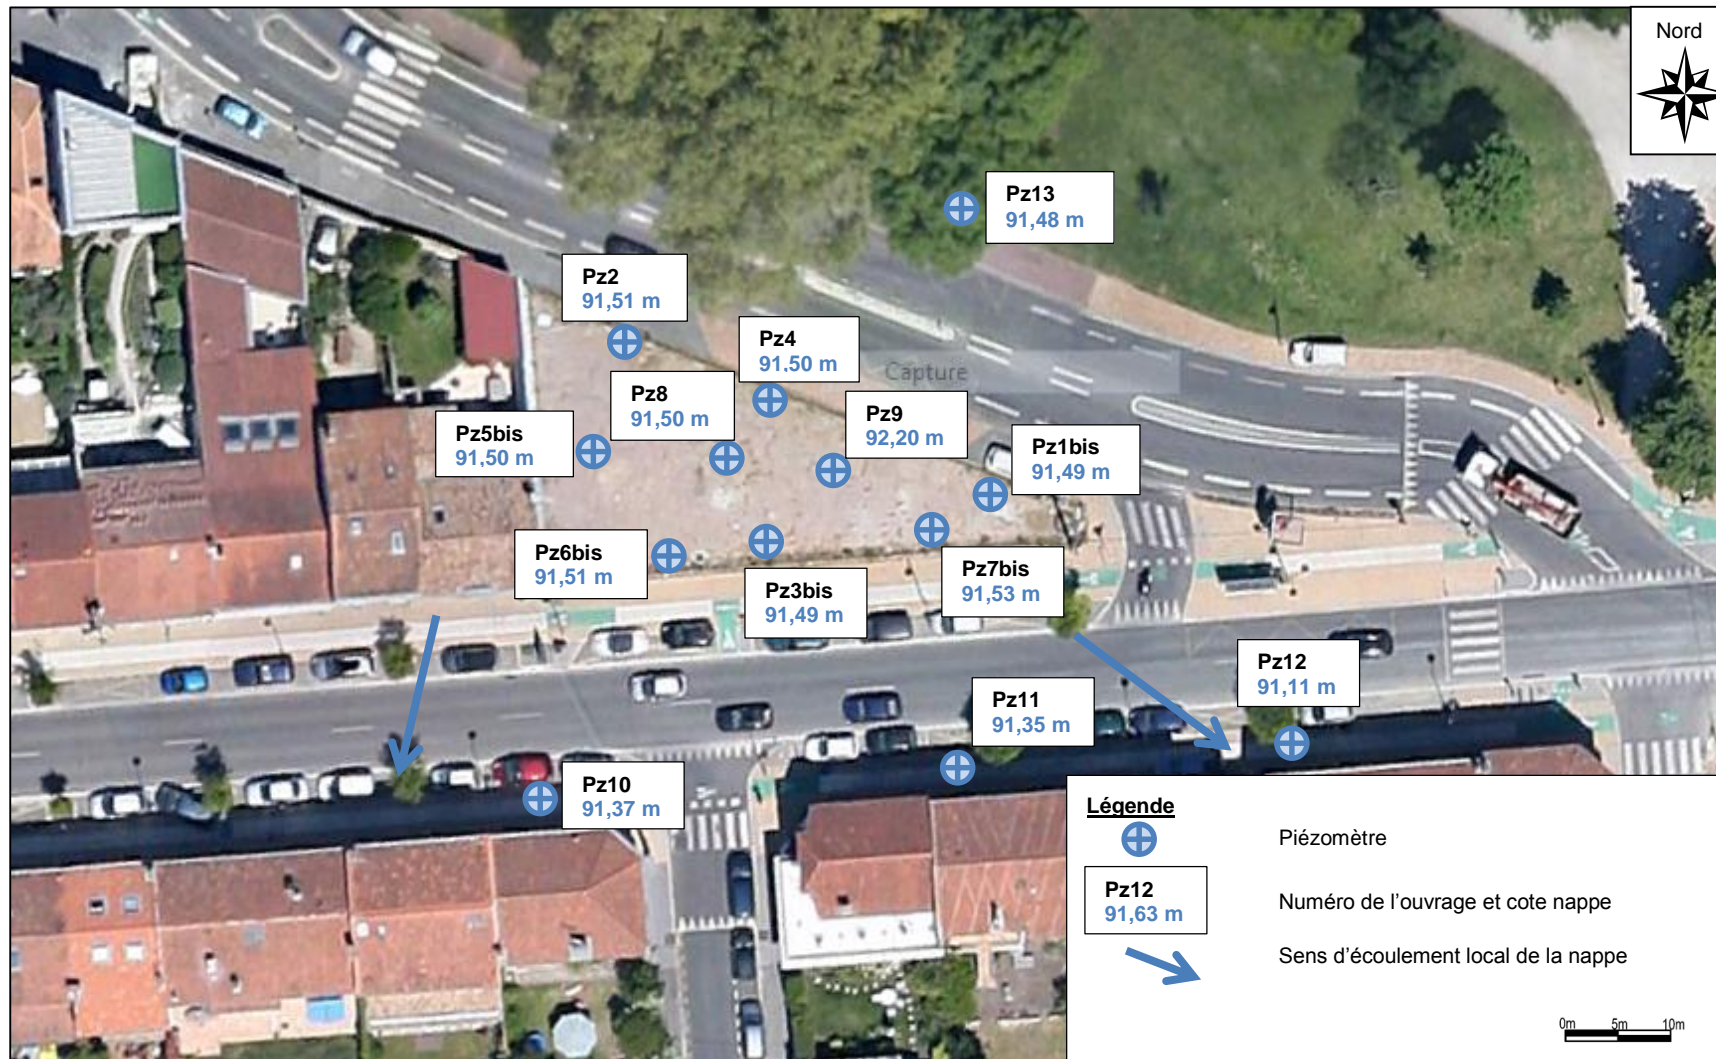 Nord
Pz13
91,48 m
Pz2
91,51 m
Pz4
91,50 m
Capture
Pz8
91,50 m
Pz9
92,20 m
Pz5bis
91,50 m
Pz1bis
91,49 m
Pz6bis
91,51 m
Pz3bis
91,49 m
Pz7bis
91,53 m
Pz12
91,11 m
Pz11
91,35 m
Pz10
91,37 m
Légende
Piézomètre
Pz12
91,63 m
Numéro de l'ouvrage et cote nappe
Sens d'écoulement local de la nappe
0m 5m 10m